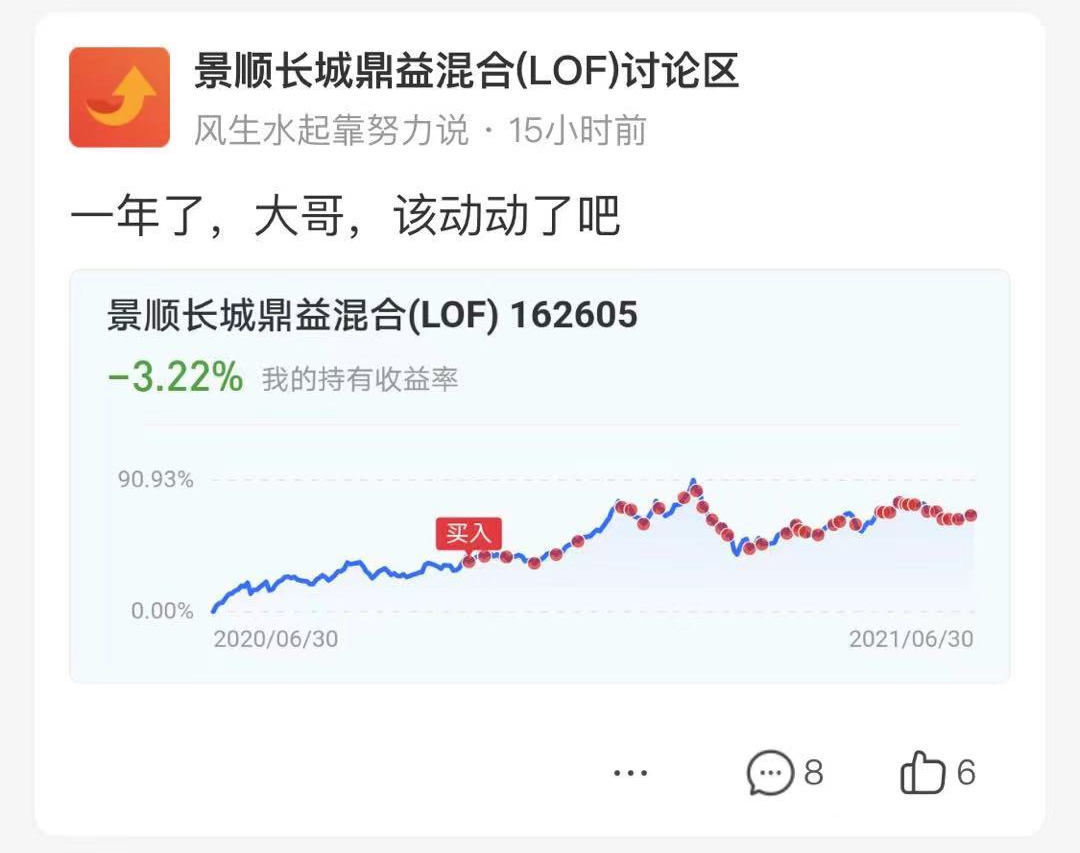 景顺长城鼎益混合(LOF)讨论区
风生水起靠努力说 · 15小时前
一年了，大哥，该动动了吧
景顺长城鼎益混合(LOF) 162605
-3.22% 我的持有收益率
90.93%
买入
0.00%
2020/06/30 2021/06/30
... 8 6